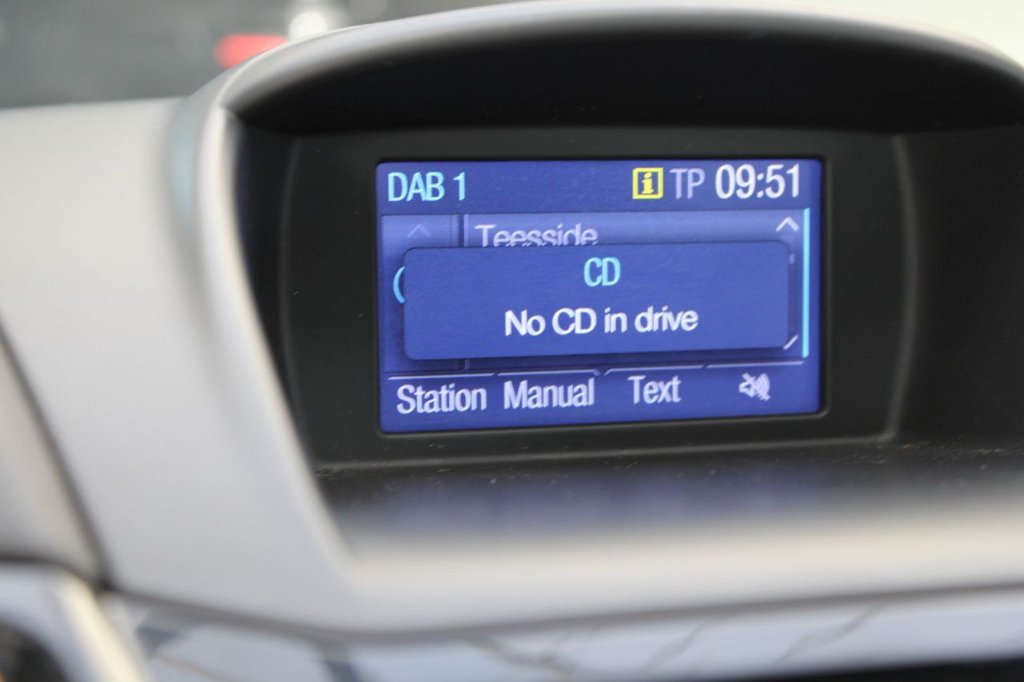 DAB 1 i TP 09:51
Teesside
CD
No CD in drive
Station Manual Text